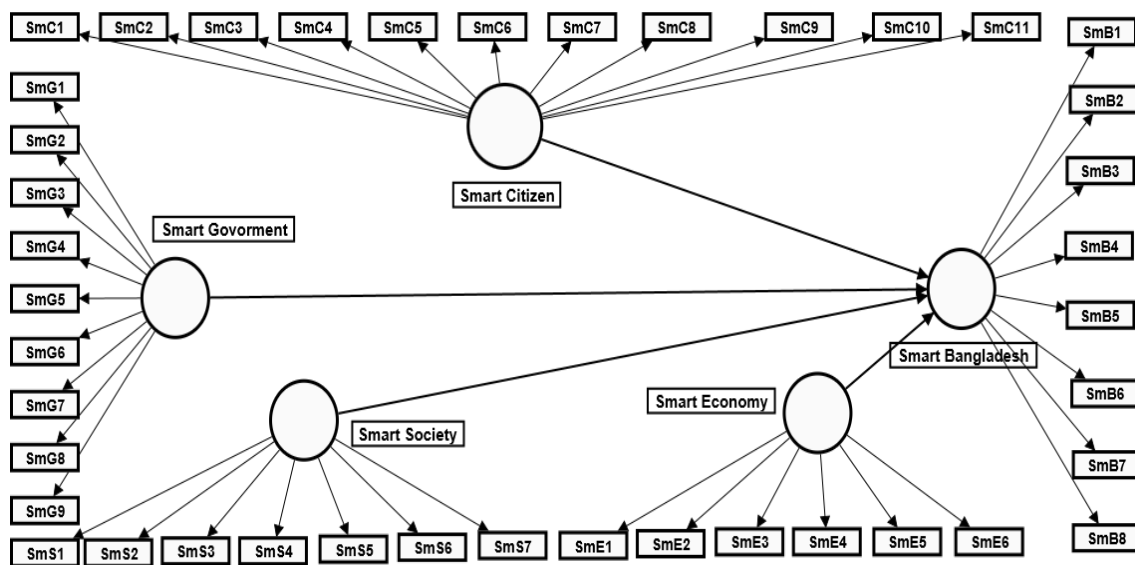 SmC1
SmC2
SmC3
SmC4
SmC5
SmC6
SmC7
SmC8
SmC9
SmC10
SmC11
SmB1
SmG1
SmB2
SmG2
SmB3
SmG3
Smart Citizen
Smart Govorment
SmG4
SmB4
SmG5
SmB5
SmG6
Smart Bangladesh
SmB6
SmG7
Smart Economy
Smart Society
SmG8
SmB7
SmG9
SmS1
SmS2
SmS3
SmS4
SmS5
SmS6
SmS7
SmE1
SmE2
SmE3
SmE4
SmE5
SmE6
SmB8